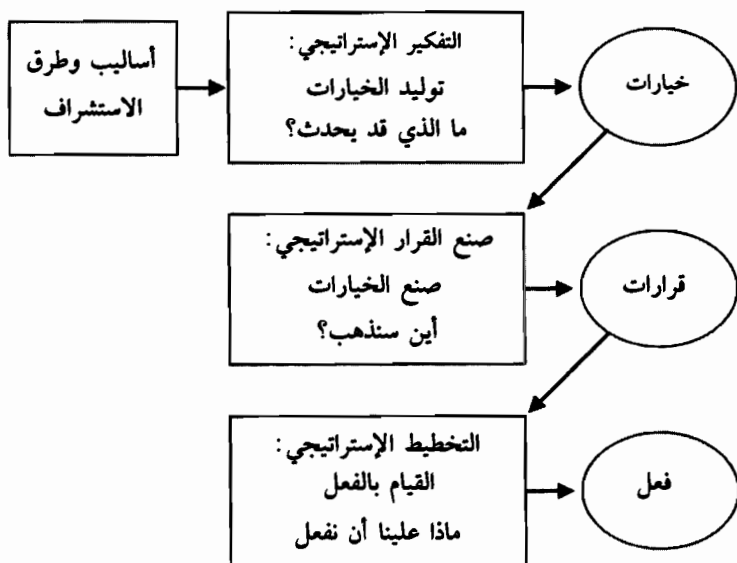 أساليب وطرق
الاستشراف
التفكير الإستراتيجي:
توليد الخيارات
ما الذي قد يحدث؟
خيارات
صنع القرار الإستراتيجي:
صنع الخيارات
أين سنذهب؟
قرارات
التخطيط الإستراتيجي:
القيام بالفعل
ماذا علينا أن نفعل
فعل